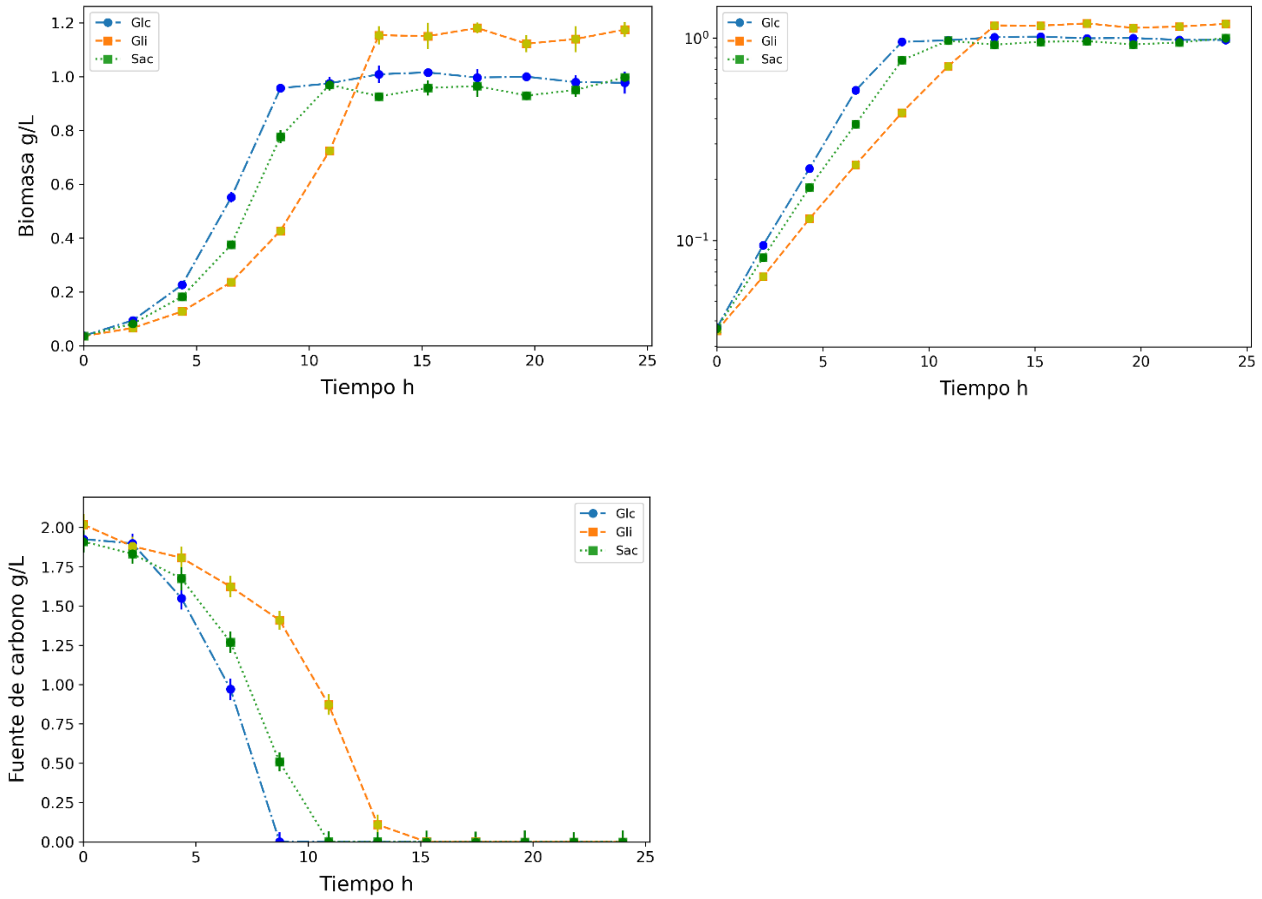 Biomasa g/L
1.2
1.0
0.8
0.6
0.4
0.2
0.0
Glc
Gli
Sac
0 5 10 15 20 25
Tiempo h
10⁰
10⁻¹
Glc
Gli
Sac
0 5 10 15 20 25
Tiempo h
Fuente de carbono g/L
2.00
1.75
1.50
1.25
1.00
0.75
0.50
0.25
0.00
Glc
Gli
Sac
0 5 10 15 20 25
Tiempo h